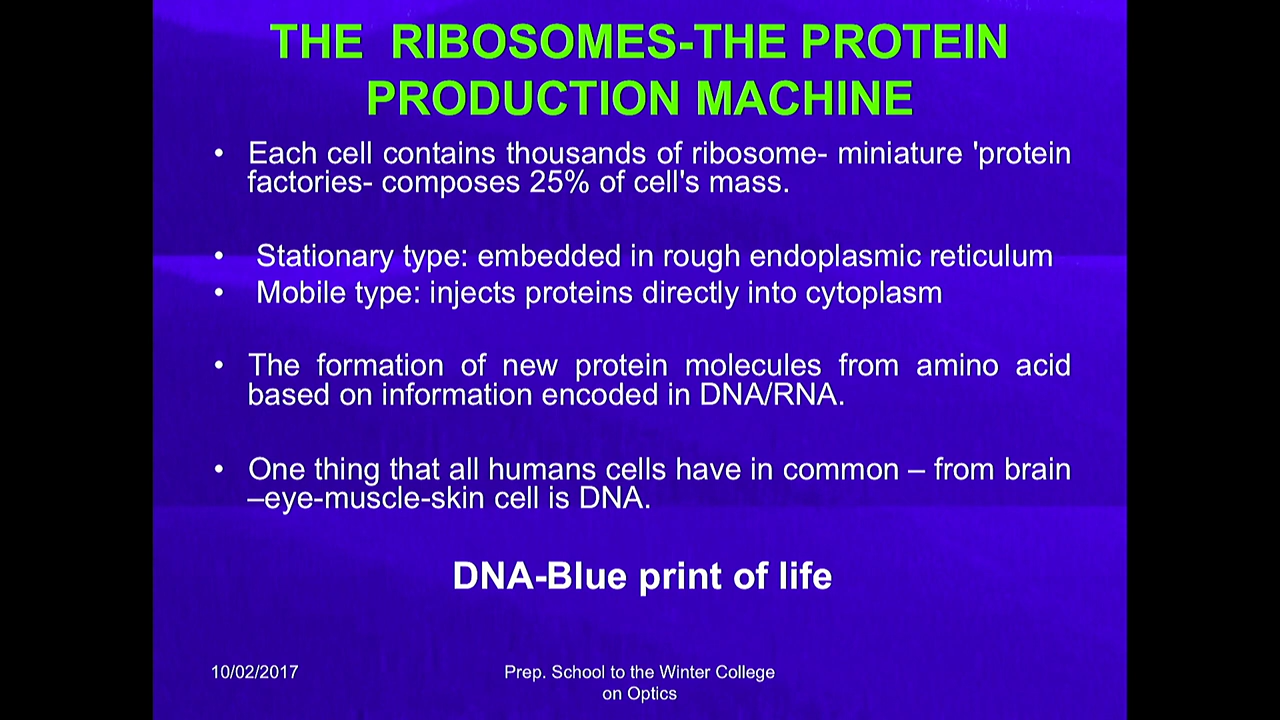 THE RIBOSOMES-THE PROTEIN
PRODUCTION MACHINE
• Each cell contains thousands of ribosome- miniature 'protein
factories- composes 25% of cell's mass.
• Stationary type: embedded in rough endoplasmic reticulum
• Mobile type: injects proteins directly into cytoplasm
• The formation of new protein molecules from amino acid
based on information encoded in DNA/RNA.
• One thing that all humans cells have in common – from brain
–eye-muscle-skin cell is DNA.
DNA-Blue print of life
10/02/2017
Prep. School to the Winter College
on Optics